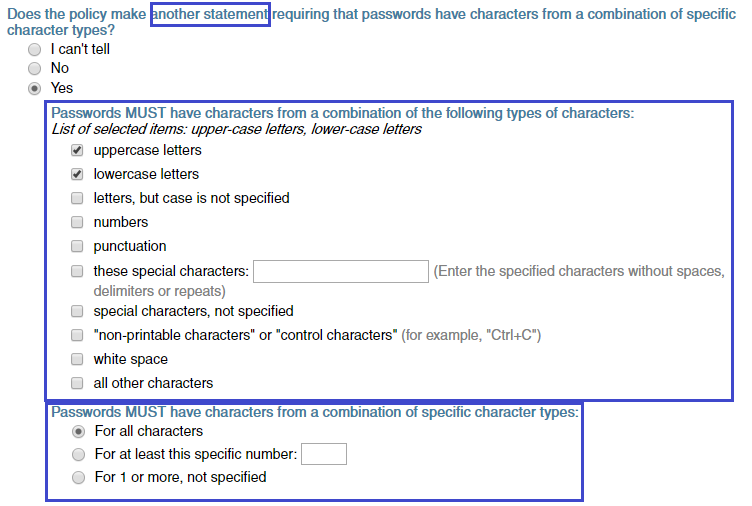 Does the policy make another statement requiring that passwords have characters from a combination of specific
character types?
I can't tell
No
Yes
Passwords MUST have characters from a combination of the following types of characters:
List of selected items: upper-case letters, lower-case letters
uppercase letters
lowercase letters
letters, but case is not specified
numbers
punctuation
these special characters: (Enter the specified characters without spaces,
delimiters or repeats)
special characters, not specified
"non-printable characters" or "control characters" (for example, "Ctrl+C")
white space
all other characters
Passwords MUST have characters from a combination of specific character types:
For all characters
For at least this specific number:
For 1 or more, not specified